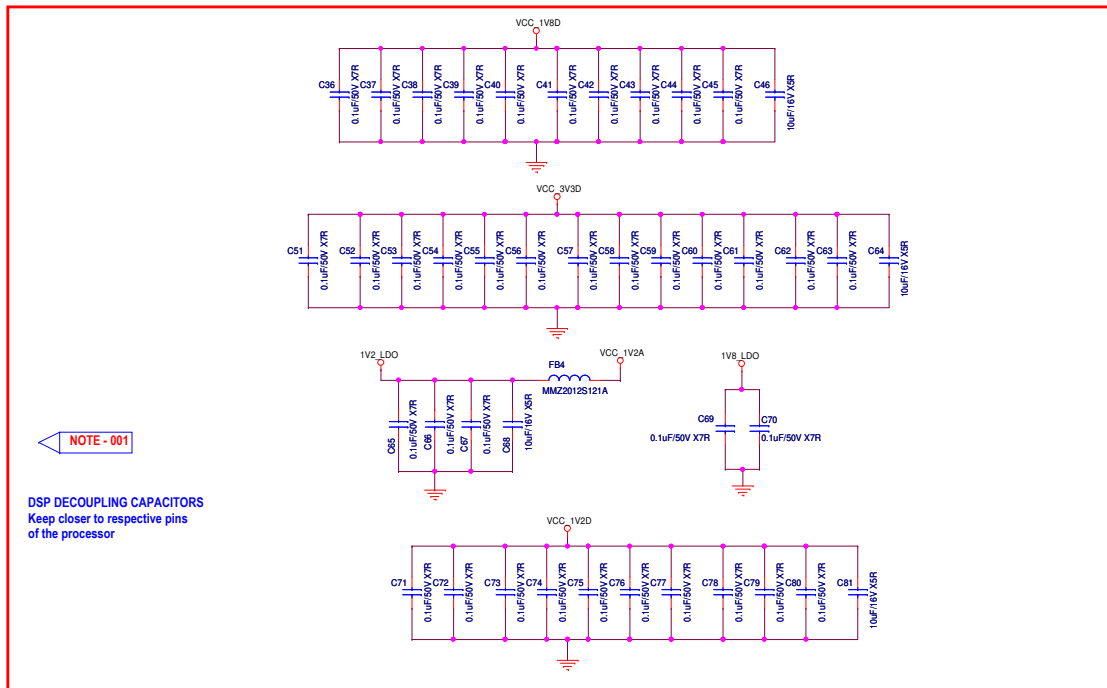 VCC_1V8D
C36
0.1uF/50V X7R
C37
0.1uF/50V X7R
C38
0.1uF/50V X7R
C39
0.1uF/50V X7R
C40
0.1uF/50V X7R
C41
0.1uF/50V X7R
C42
0.1uF/50V X7R
C43
0.1uF/50V X7R
C44
0.1uF/50V X7R
C45
0.1uF/50V X7R
C46
10uF/16V X5R
VCC_3V3D
C51
0.1uF/50V X7R
C52
0.1uF/50V X7R
C53
0.1uF/50V X7R
C54
0.1uF/50V X7R
C55
0.1uF/50V X7R
C56
0.1uF/50V X7R
C57
0.1uF/50V X7R
C58
0.1uF/50V X7R
C59
0.1uF/50V X7R
C60
0.1uF/50V X7R
C61
0.1uF/50V X7R
C62
0.1uF/50V X7R
C63
0.1uF/50V X7R
C64
10uF/16V X5R
1V2_LDO
FB4
MMZ2012S121A
VCC_1V2A
C65
0.1uF/50V X7R
C66
0.1uF/50V X7R
C67
0.1uF/50V X7R
C68
10uF/16V X5R
1V8_LDO
C69
0.1uF/50V X7R
C70
0.1uF/50V X7R
NOTE - 001
DSP DECOUPLING CAPACITORS
Keep closer to respective pins
of the processor
VCC_1V2D
C71
0.1uF/50V X7R
C72
0.1uF/50V X7R
C73
0.1uF/50V X7R
C74
0.1uF/50V X7R
C75
0.1uF/50V X7R
C76
0.1uF/50V X7R
C77
0.1uF/50V X7R
C78
0.1uF/50V X7R
C79
0.1uF/50V X7R
C80
0.1uF/50V X7R
C81
10uF/16V X5R